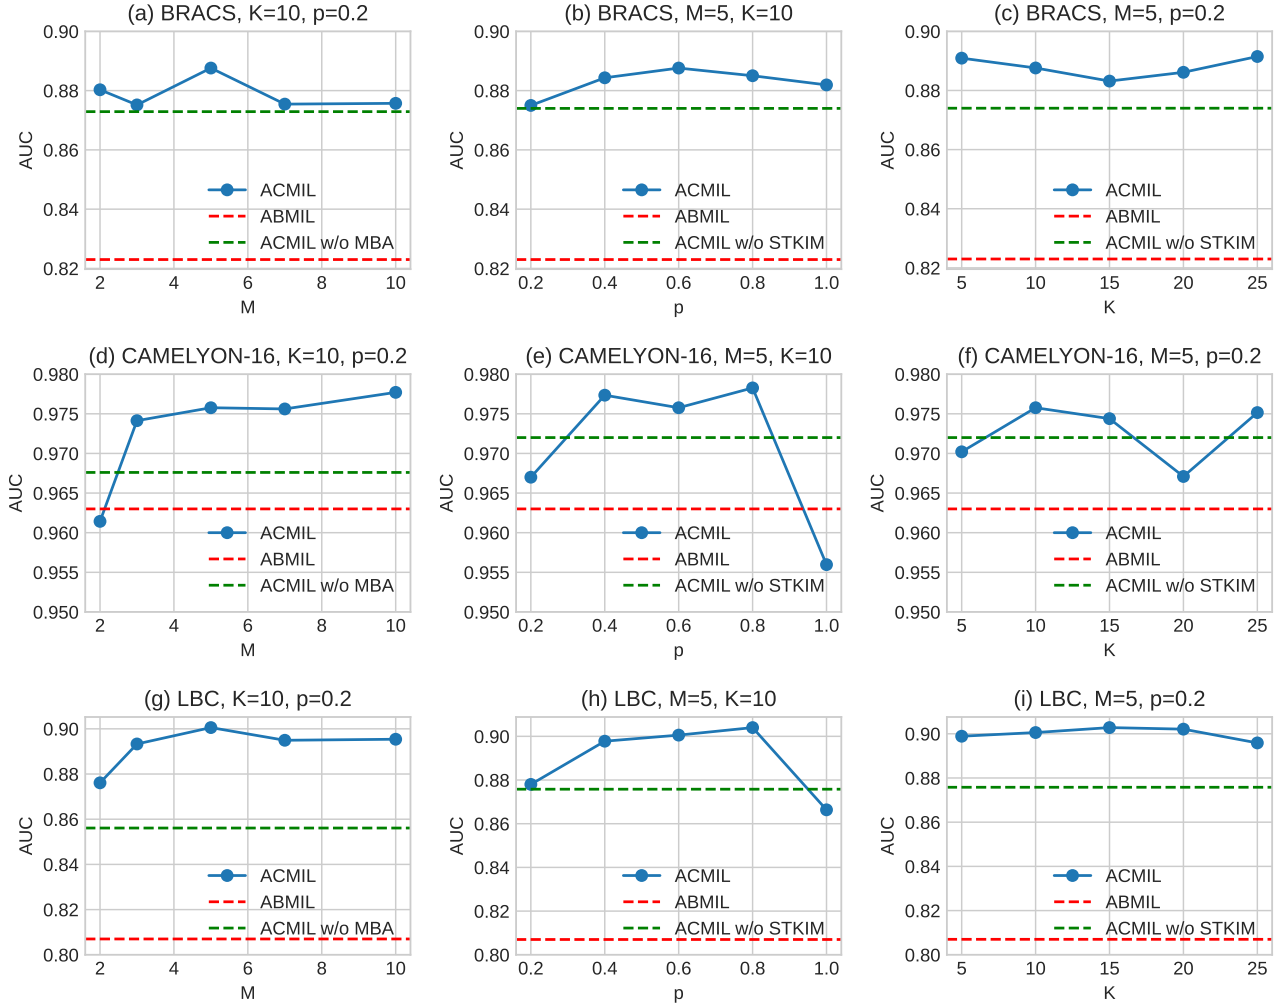 (a) BRACS, K=10, p=0.2
0.90
0.88
0.86
0.84
0.82
AUC
ACMIL
ABMIL
ACMIL w/o MBA
2 4 6 8 10
M
(b) BRACS, M=5, K=10
0.90
0.88
0.86
0.84
0.82
AUC
ACMIL
ABMIL
ACMIL w/o STKIM
0.2 0.4 0.6 0.8 1.0
p
(c) BRACS, M=5, p=0.2
0.90
0.88
0.86
0.84
0.82
AUC
ACMIL
ABMIL
ACMIL w/o STKIM
5 10 15 20 25
K
(d) CAMELYON-16, K=10, p=0.2
0.980
0.975
0.970
0.965
0.960
0.955
0.950
AUC
ACMIL
ABMIL
ACMIL w/o MBA
2 4 6 8 10
M
(e) CAMELYON-16, M=5, K=10
0.980
0.975
0.970
0.965
0.960
0.955
0.950
AUC
ACMIL
ABMIL
ACMIL w/o STKIM
0.2 0.4 0.6 0.8 1.0
p
(f) CAMELYON-16, M=5, p=0.2
0.980
0.975
0.970
0.965
0.960
0.955
0.950
AUC
ACMIL
ABMIL
ACMIL w/o STKIM
5 10 15 20 25
K
(g) LBC, K=10, p=0.2
0.90
0.88
0.86
0.84
0.82
0.80
AUC
ACMIL
ABMIL
ACMIL w/o MBA
2 4 6 8 10
M
(h) LBC, M=5, K=10
0.90
0.88
0.86
0.84
0.82
0.80
AUC
ACMIL
ABMIL
ACMIL w/o STKIM
0.2 0.4 0.6 0.8 1.0
p
(i) LBC, M=5, p=0.2
0.90
0.88
0.86
0.84
0.82
0.80
AUC
ACMIL
ABMIL
ACMIL w/o STKIM
5 10 15 20 25
K